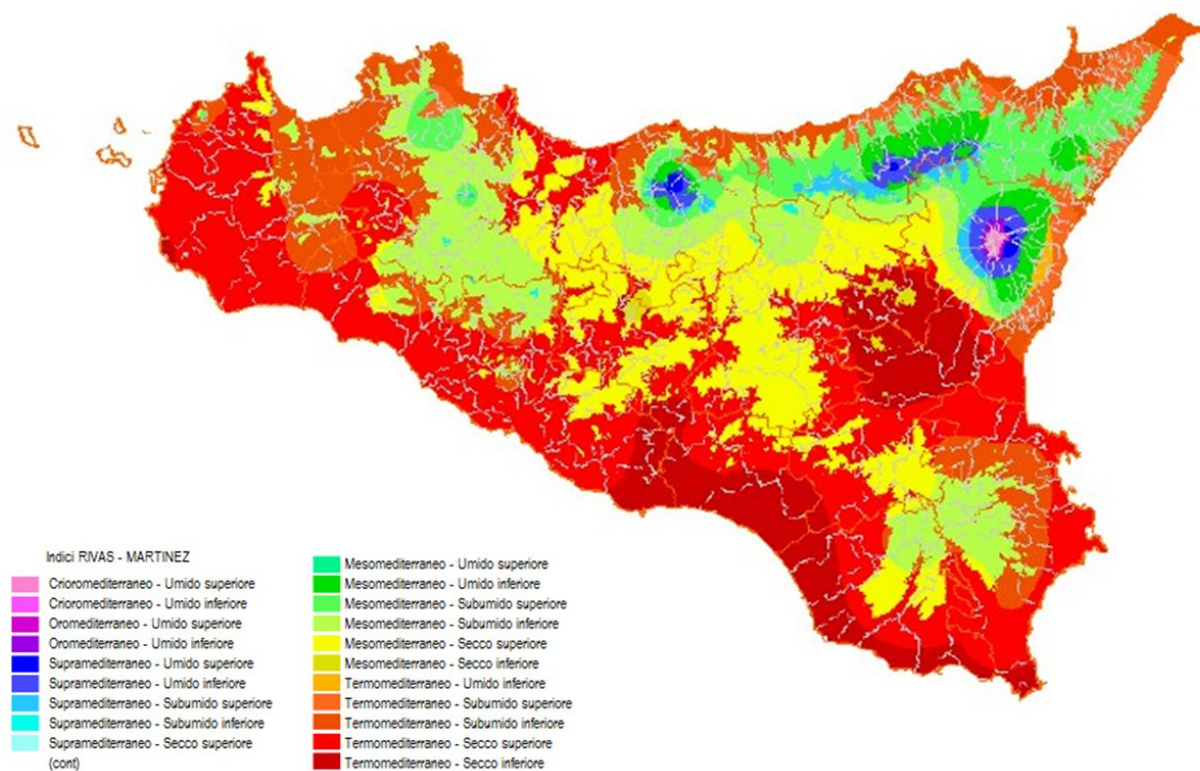 Indici RIVAS - MARTINEZ
Crioromediterraneo - Umido superiore
Crioromediterraneo - Umido inferiore
Oromediterraneo - Umido superiore
Oromediterraneo - Umido inferiore
Supramediterraneo - Umido superiore
Supramediterraneo - Umido inferiore
Supramediterraneo - Subumido superiore
Supramediterraneo - Subumido inferiore
Supramediterraneo - Secco superiore
(cont)
Mesomediterraneo - Umido superiore
Mesomediterraneo - Umido inferiore
Mesomediterraneo - Subumido superiore
Mesomediterraneo - Subumido inferiore
Mesomediterraneo - Secco superiore
Mesomediterraneo - Secco inferiore
Termomediterraneo - Umido inferiore
Termomediterraneo - Subumido superiore
Termomediterraneo - Subumido inferiore
Termomediterraneo - Secco superiore
Termomediterraneo - Secco inferiore